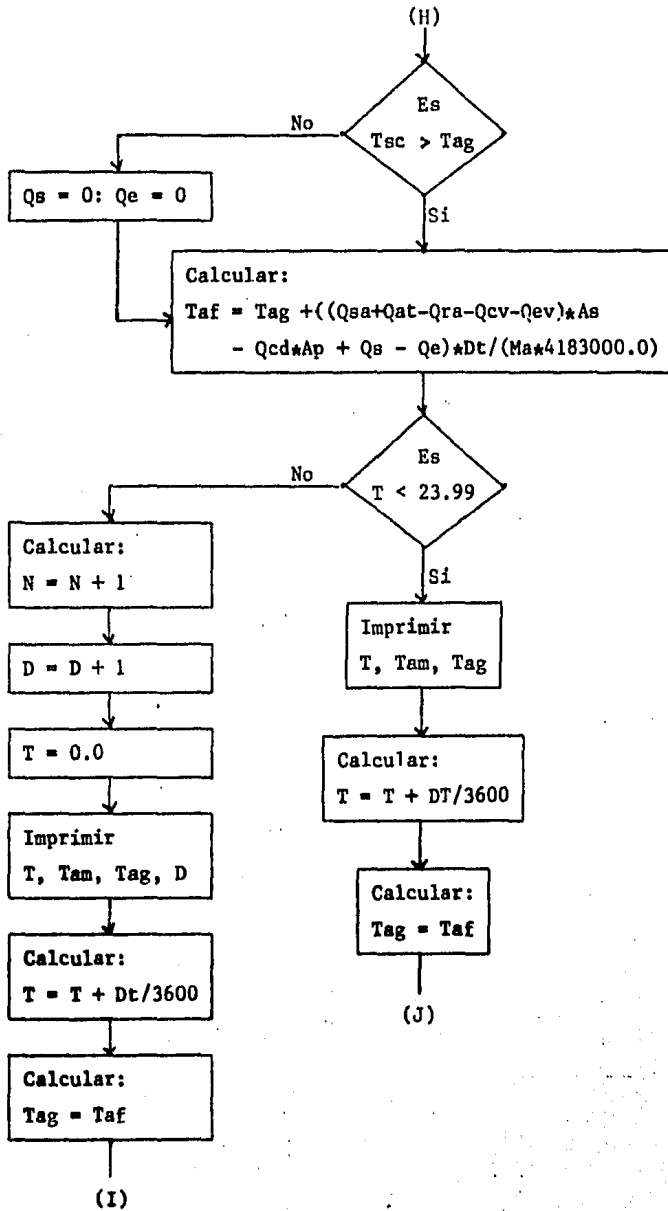 (H)
Es
Tsc > Tag
No
Si
Qs = 0: Qe = 0
Calcular:
Taf = Tag +((Qsa+Qat-Qra-Qcv-Qev)*As
- Qcd*Ap + Qs - Qe)*Dt/(Ma*4183000.0)
Es
T < 23.99
No
Si
Calcular:
N = N + 1
D = D + 1
T = 0.0
Imprimir
T, Tam, Tag, D
Calcular:
T = T + Dt/3600
Calcular:
Tag = Taf
(I)
Imprimir
T, Tam, Tag
Calcular:
T = T + DT/3600
Calcular:
Tag = Taf
(J)